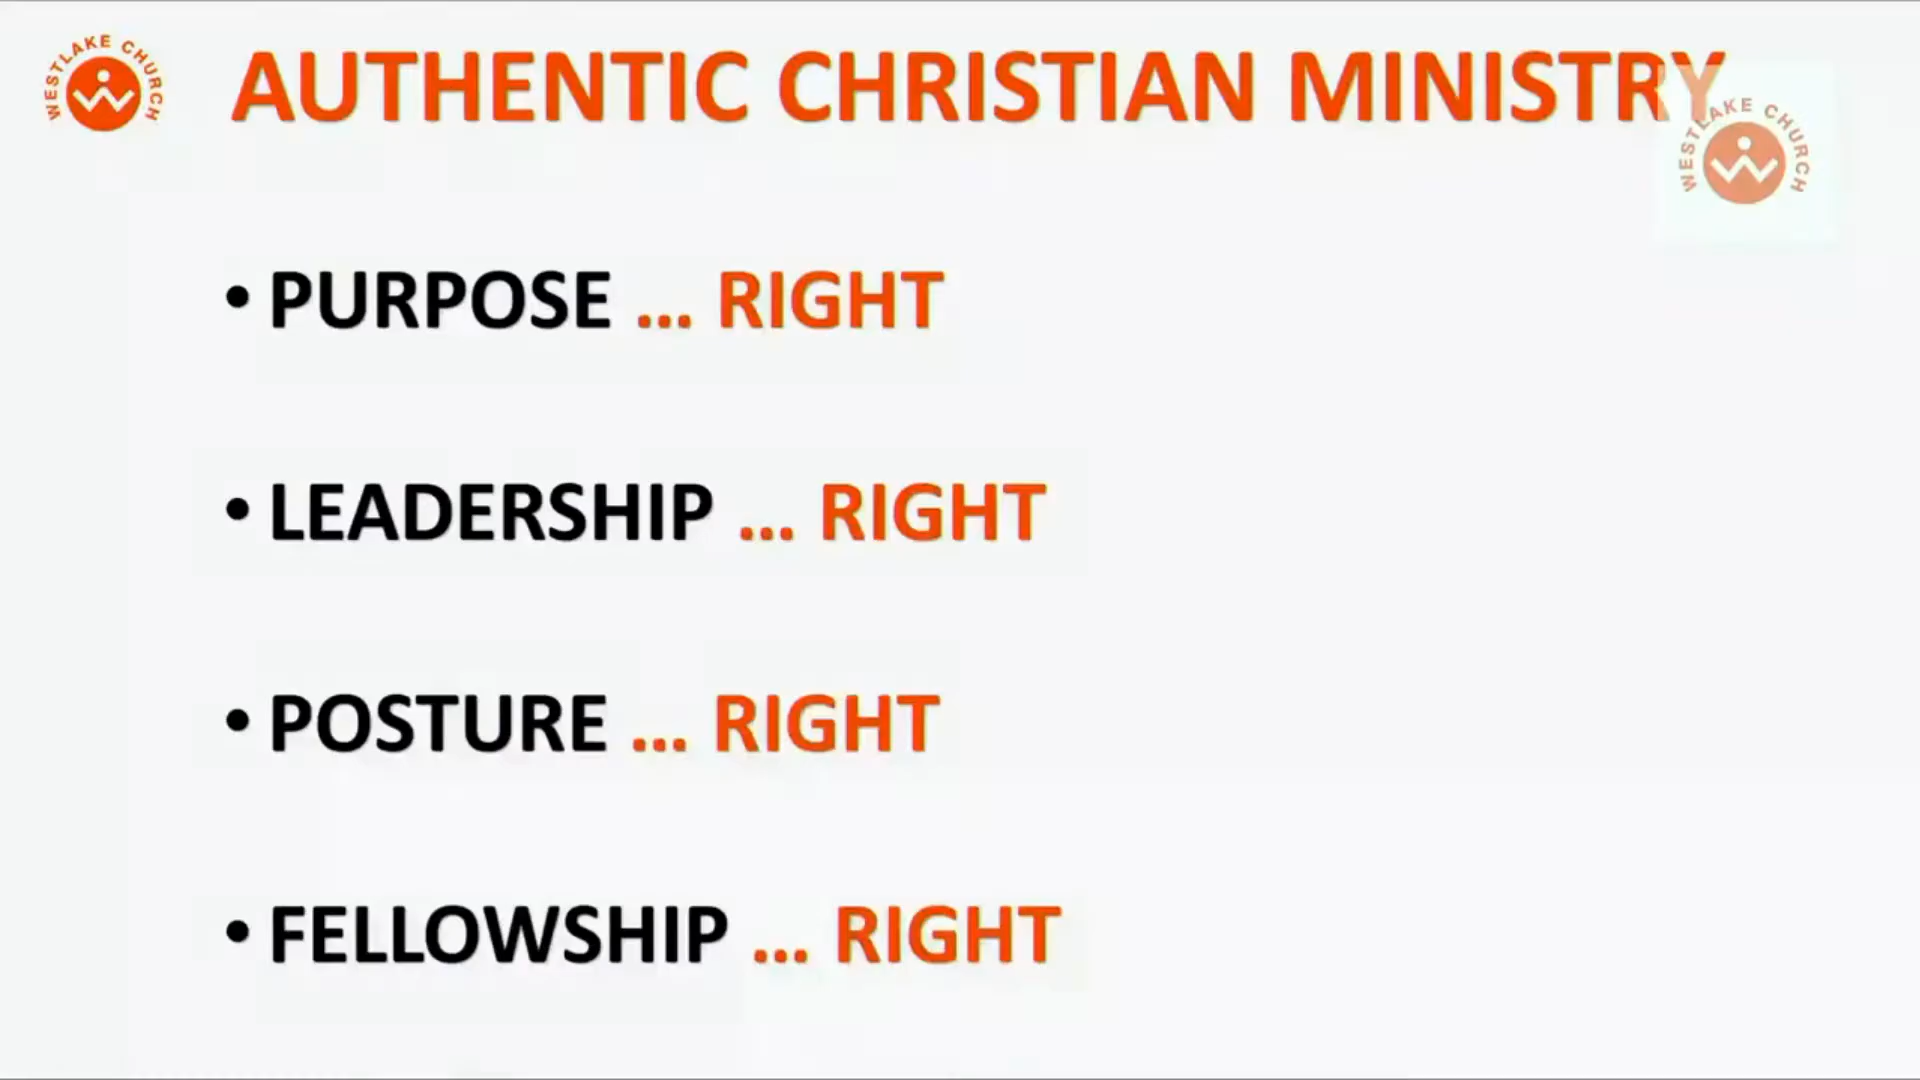 WESTLAKE CHURCH
AUTHENTIC CHRISTIAN MINISTRY
WESTLAKE CHURCH
• PURPOSE ... RIGHT
• LEADERSHIP ... RIGHT
• POSTURE ... RIGHT
• FELLOWSHIP ... RIGHT